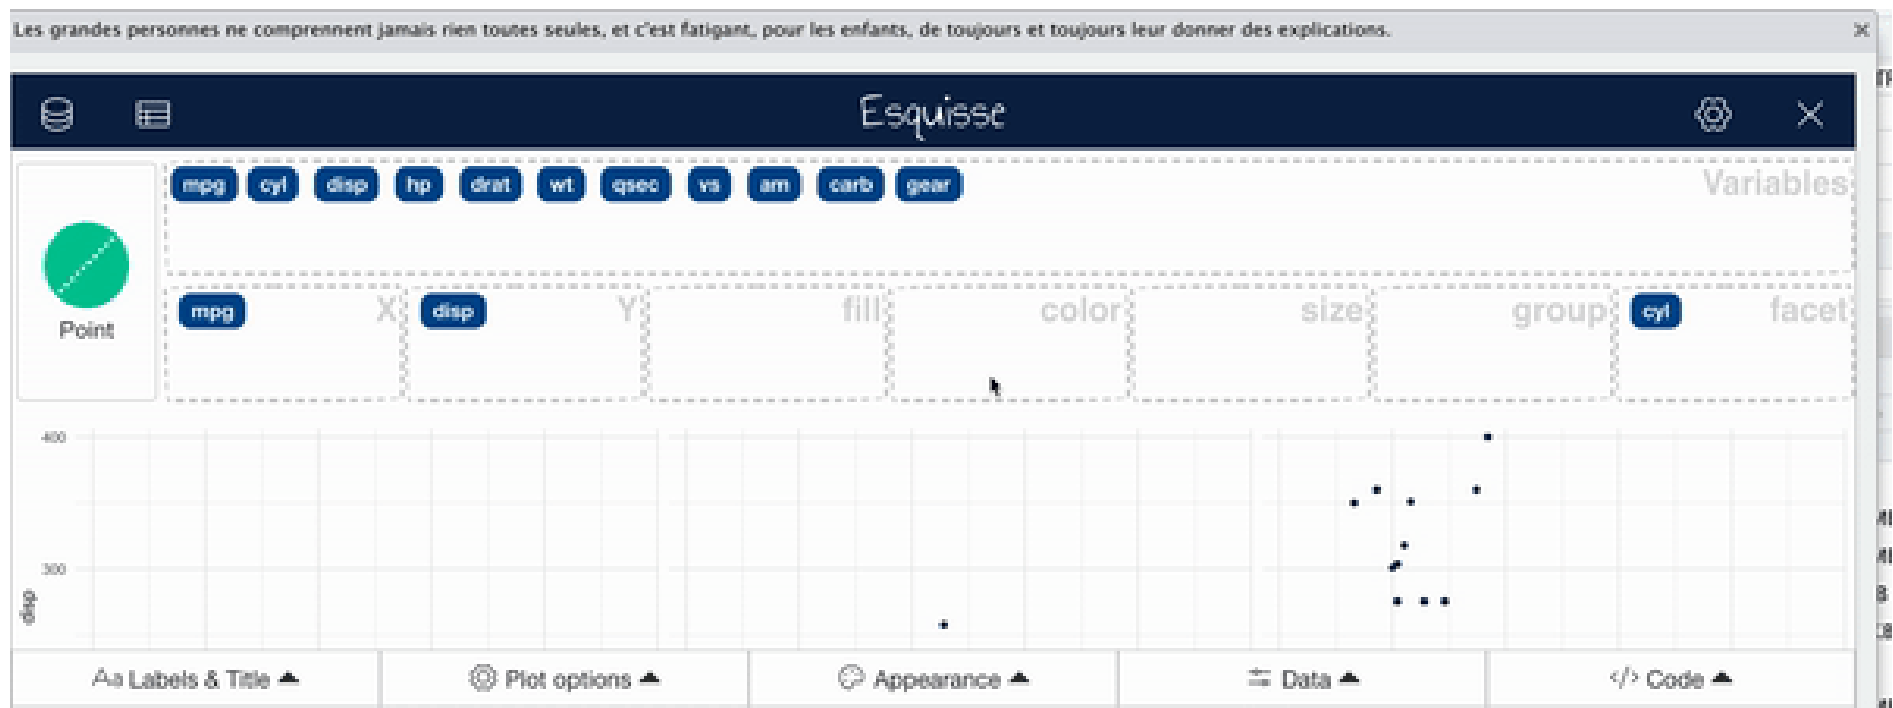 Les grandes personnes ne comprennent jamais rien toutes seules, et c'est fatigant, pour les enfants, de toujours et toujours leur donner des explications.
Esquisse
mpg cyl disp hp drat wt qsec vs am carb gear Variables
Point
mpg X disp Y fill color size group cyl facet
400
300
disp
Aa Labels & Title Plot options Appearance Data </> Code